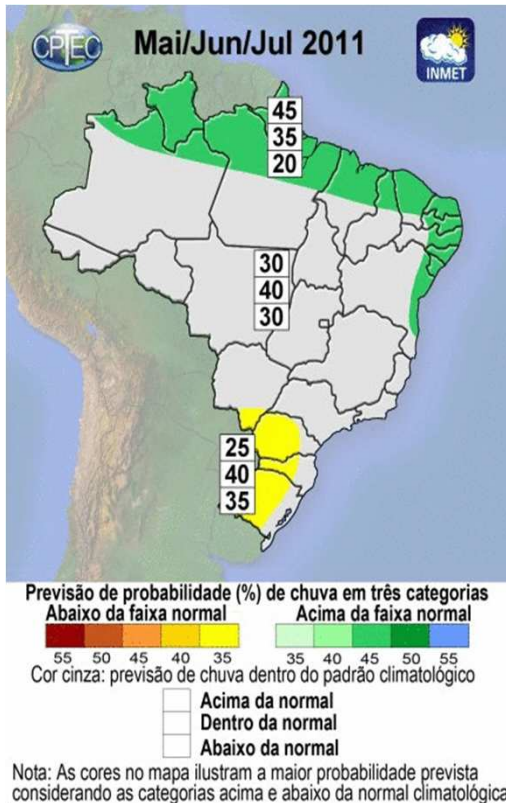 CPTEC
Mai/Jun/Jul 2011
INMET
45
35
20
30
40
30
25
40
35
Previsão de probabilidade (%) de chuva em três categorias
Abaixo da faixa normal
Acima da faixa normal
55 50 45 40 35
35 40 45 50 55
Cor cinza: previsão de chuva dentro do padrão climatológico
Acima da normal
Dentro da normal
Abaixo da normal
Nota: As cores no mapa ilustram a maior probabilidade prevista
considerando as categorias acima e abaixo da normal climatológica